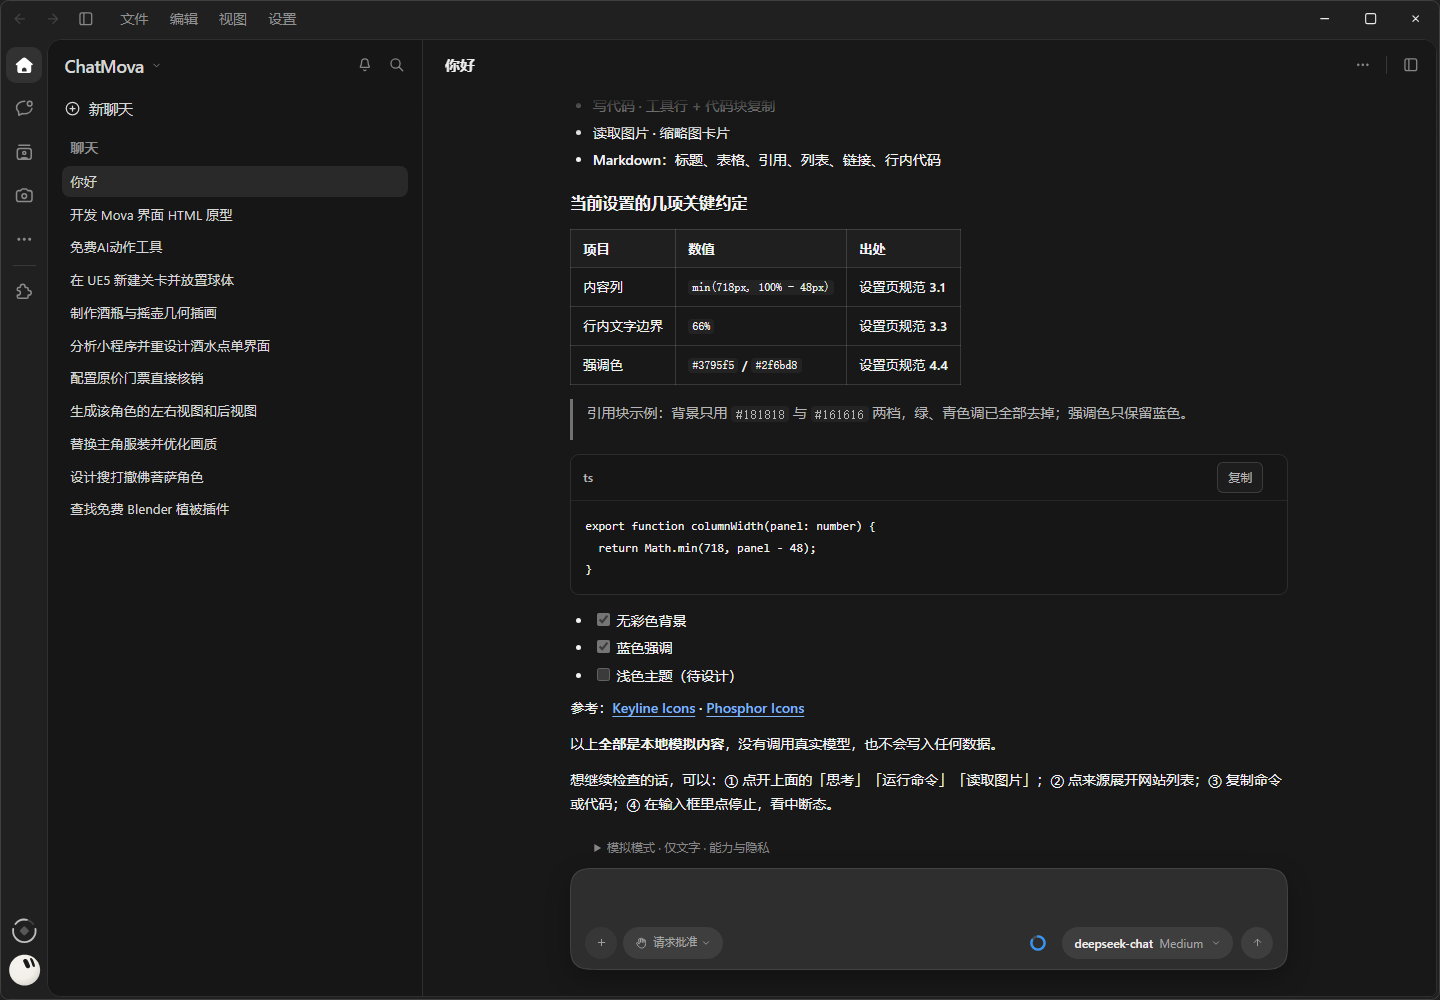 文件 编辑 视图 设置
ChatMova
新聊天
聊天
你好
开发 Mova 界面 HTML 原型
免费AI动作工具
在 UE5 新建关卡并放置球体
制作酒瓶与摇壶几何插画
分析小程序并重设计酒水点单界面
配置原价门票直接核销
生成该角色的左右视图和后视图
替换主角服装并优化画质
设计搜打撤佛菩萨角色
查找免费 Blender 植被插件
你好
写代码 · 工具行 + 代码块复制
读取图片 · 缩略图卡片
Markdown：标题、表格、引用、列表、链接、行内代码
当前设置的几项关键约定
项目 数值 出处
内容列 min(718px, 100% − 48px) 设置页规范 3.1
行内文字边界 66% 设置页规范 3.3
强调色 #3795f5 / #2f6bd8 设置页规范 4.4
引用块示例：背景只用 #181818 与 #161616 两档，绿、青色调已全部去掉；强调色只保留蓝色。
ts 复制
export function columnWidth(panel: number) {
return Math.min(718, panel - 48);
}
无彩色背景
蓝色强调
浅色主题（待设计）
参考：Keyline Icons · Phosphor Icons
以上全部是本地模拟内容，没有调用真实模型，也不会写入任何数据。
想继续检查的话，可以：① 点开上面的「思考」「运行命令」「读取图片」；② 点来源展开网站列表；③ 复制命令
或代码；④ 在输入框里点停止，看中断态。
模拟模式 · 仅文字 · 能力与隐私
请求批准 deepseek-chat Medium